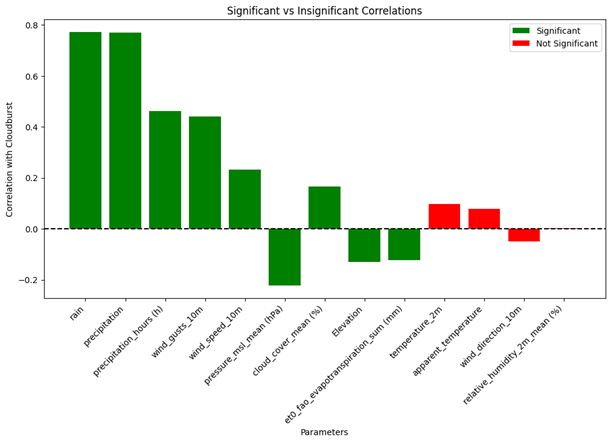 Significant vs Insignificant Correlations
Significant
Not Significant
Correlation with Cloudburst
0.8
0.6
0.4
0.2
0.0
−0.2
rain
precipitation
precipitation_hours (h)
wind_gusts_10m
wind_speed_10m
pressure_msl_mean (hPa)
cloud_cover_mean (%)
Elevation
et0_fao_evapotranspiration_sum (mm)
temperature_2m
apparent_temperature
wind_direction_10m
relative_humidity_2m_mean (%)
Parameters